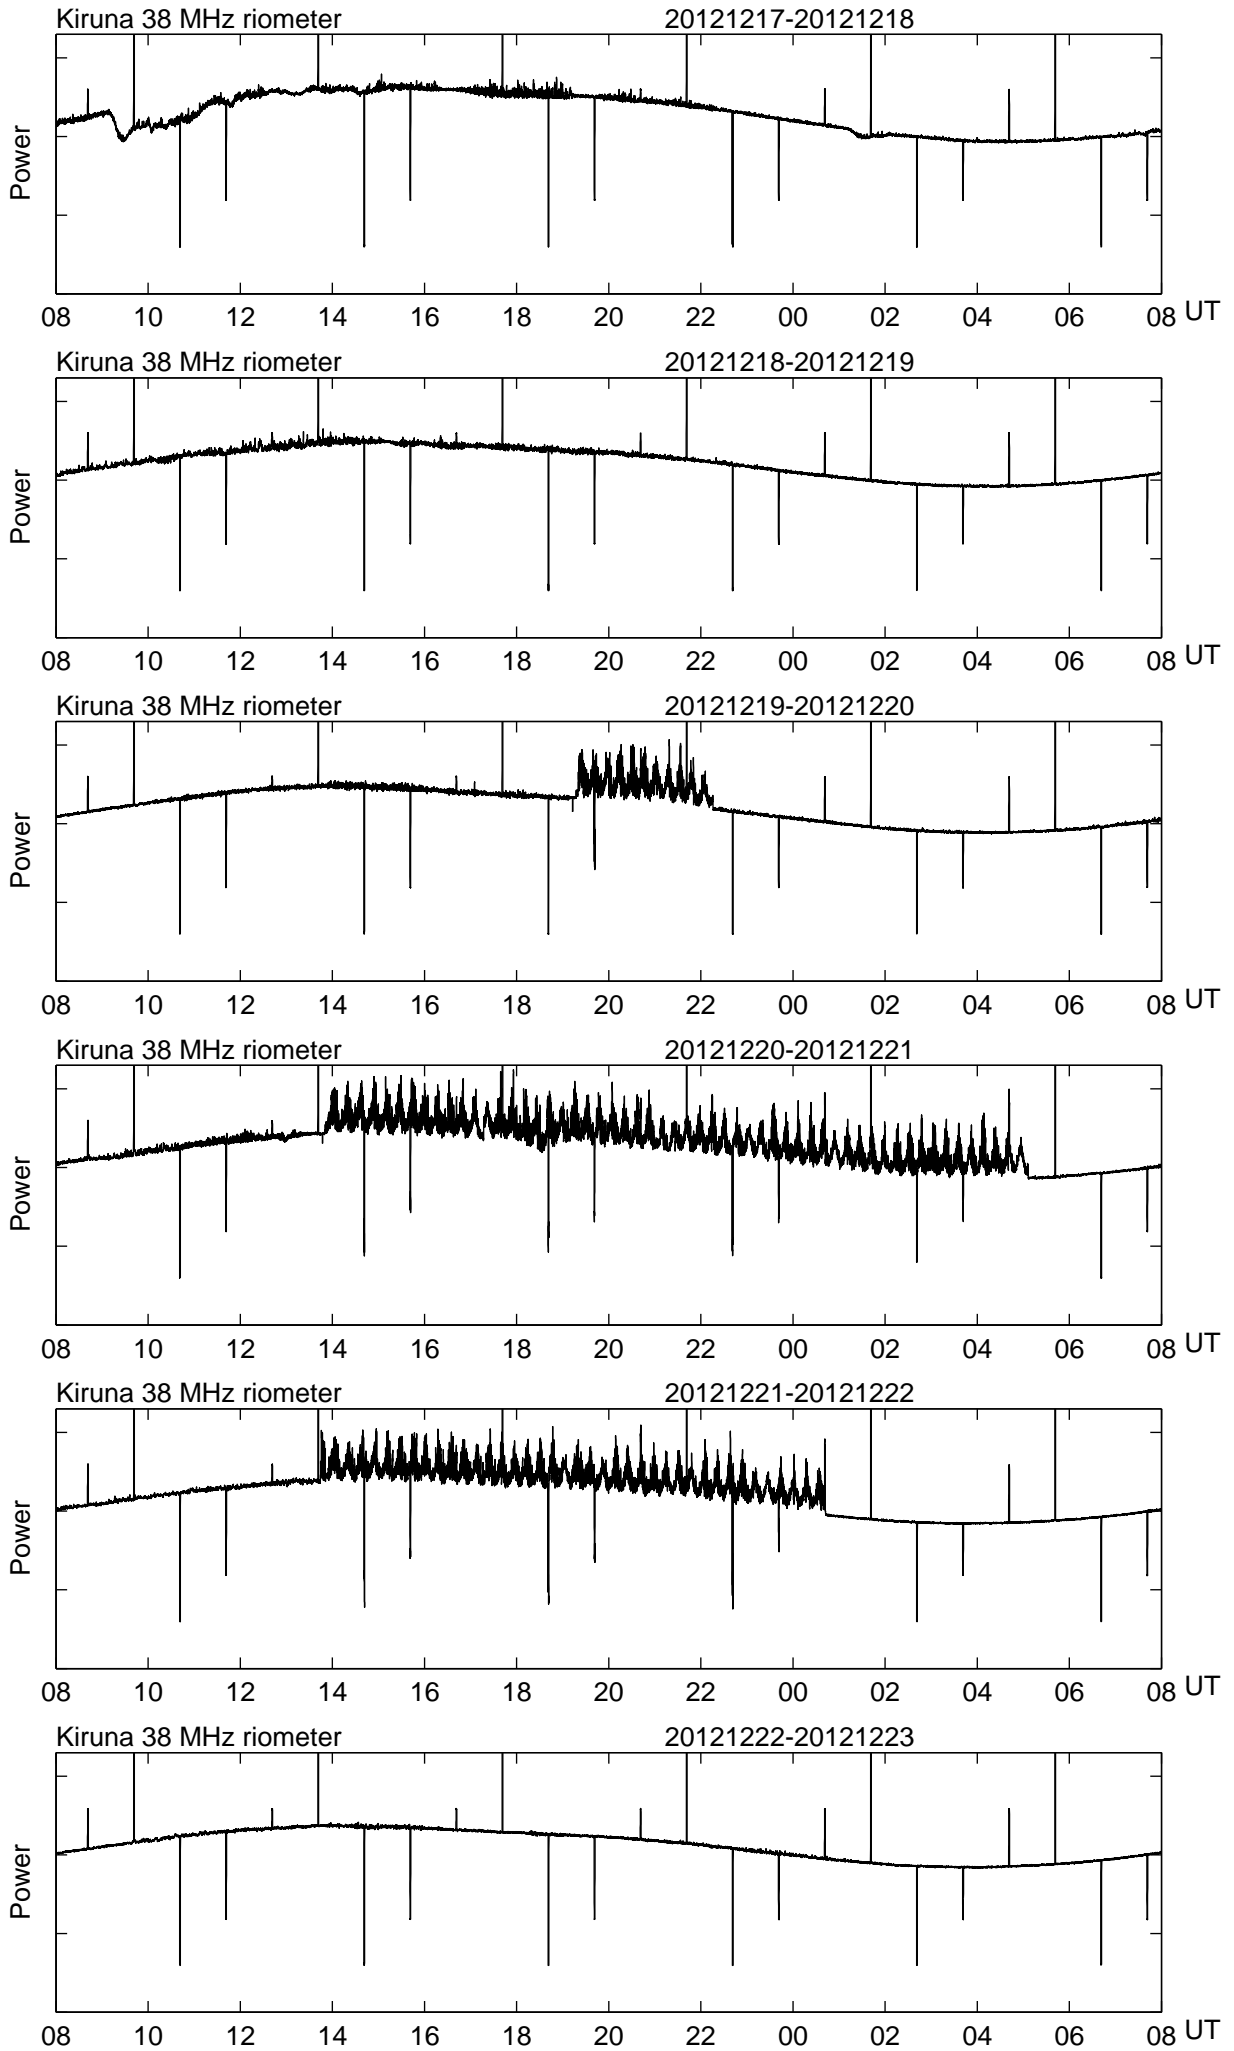 Kiruna 38 MHz riometer 20121217-20121218
Power
08 10 12 14 16 18 20 22 00 02 04 06 08 UT
Kiruna 38 MHz riometer 20121218-20121219
Power
08 10 12 14 16 18 20 22 00 02 04 06 08 UT
Kiruna 38 MHz riometer 20121219-20121220
Power
08 10 12 14 16 18 20 22 00 02 04 06 08 UT
Kiruna 38 MHz riometer 20121220-20121221
Power
08 10 12 14 16 18 20 22 00 02 04 06 08 UT
Kiruna 38 MHz riometer 20121221-20121222
Power
08 10 12 14 16 18 20 22 00 02 04 06 08 UT
Kiruna 38 MHz riometer 20121222-20121223
Power
08 10 12 14 16 18 20 22 00 02 04 06 08 UT